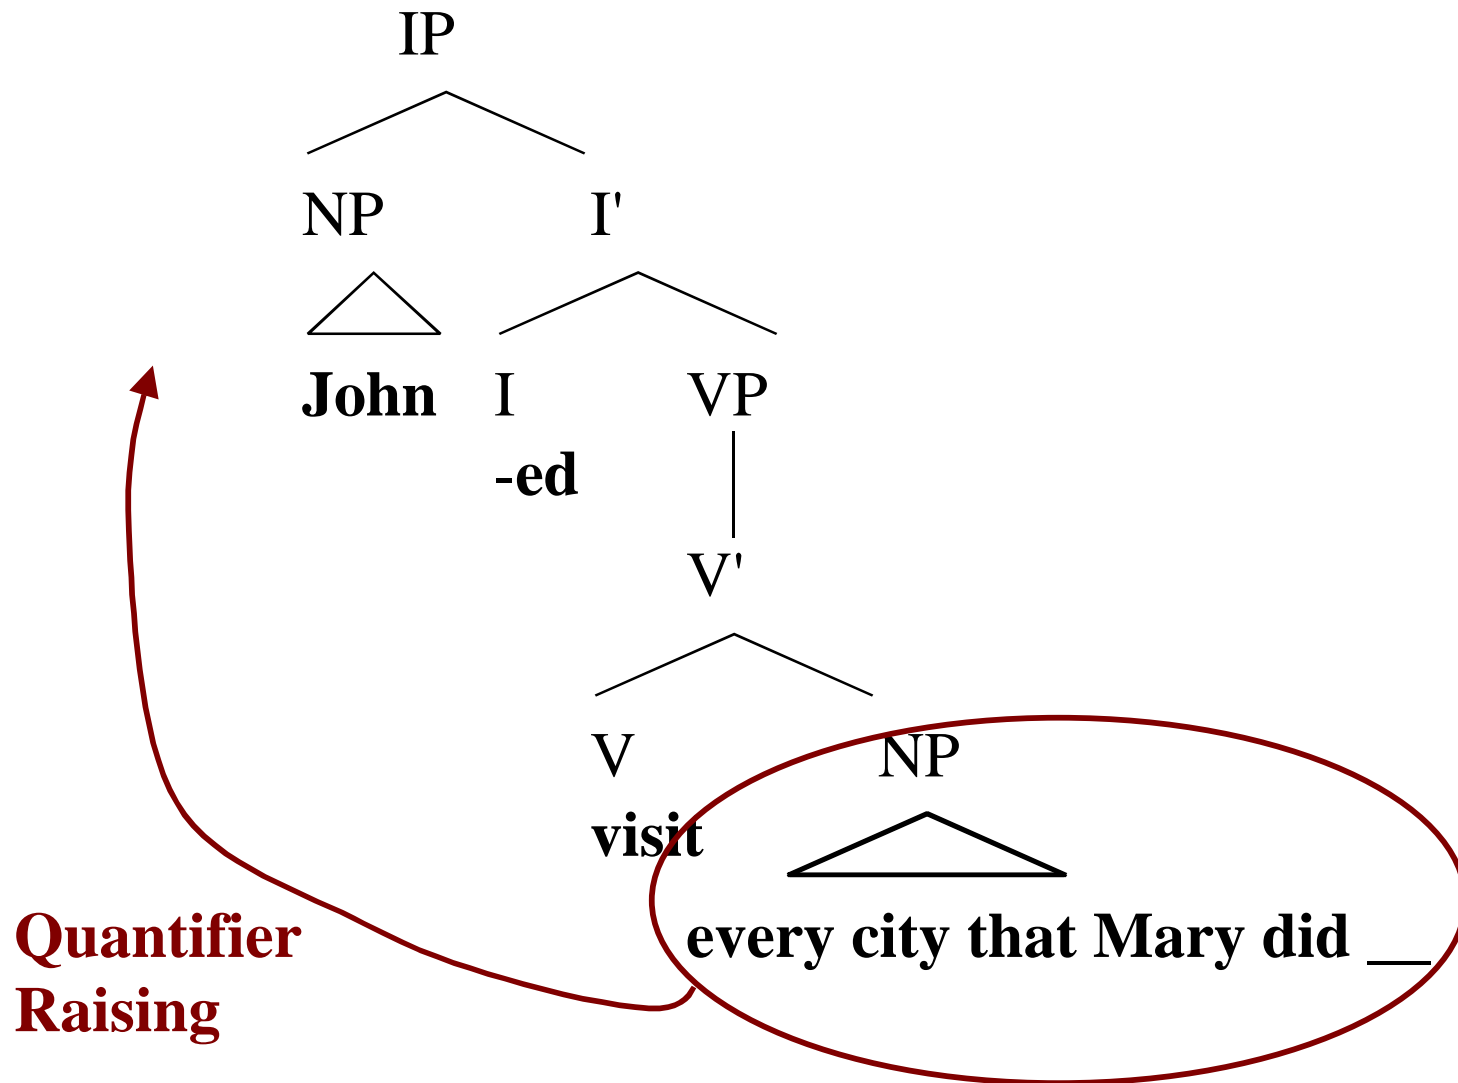 IP
NP I'
John I VP
-ed
V'
V NP
visit
every city that Mary did __
Quantifier
Raising